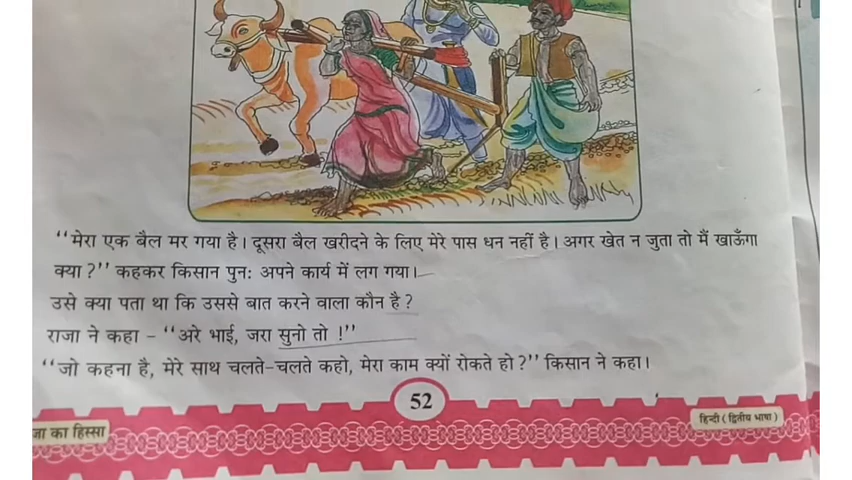 “मेरा एक बैल मर गया है। दूसरा बैल खरीदने के लिए मेरे पास धन नहीं है। अगर खेत न जुता तो मैं खाऊँगा
क्या ?” कहकर किसान पुनः अपने कार्य में लग गया।
उसे क्या पता था कि उससे बात करने वाला कौन है ?
राजा ने कहा – “अरे भाई, जरा सुनो तो !”
“जो कहना है, मेरे साथ चलते-चलते कहो, मेरा काम क्यों रोकते हो ?” किसान ने कहा।
52
जा का हिस्सा
हिन्दी ( द्वितीय भाषा )